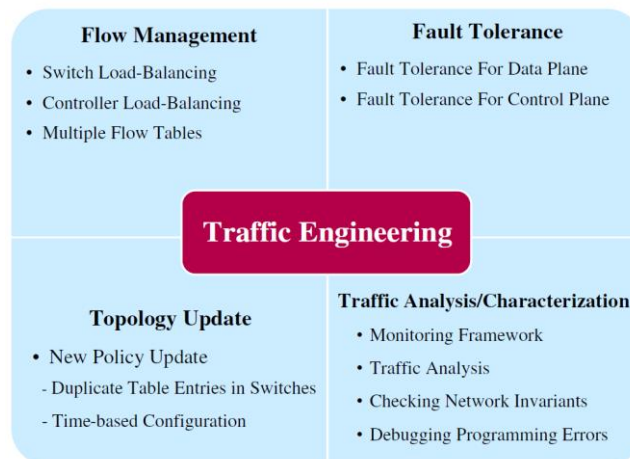 Flow Management
• Switch Load-Balancing
• Controller Load-Balancing
• Multiple Flow Tables
Fault Tolerance
• Fault Tolerance For Data Plane
• Fault Tolerance For Control Plane
Traffic Engineering
Topology Update
• New Policy Update
- Duplicate Table Entries in Switches
- Time-based Configuration
Traffic Analysis/Characterization
• Monitoring Framework
• Traffic Analysis
• Checking Network Invariants
• Debugging Programming Errors